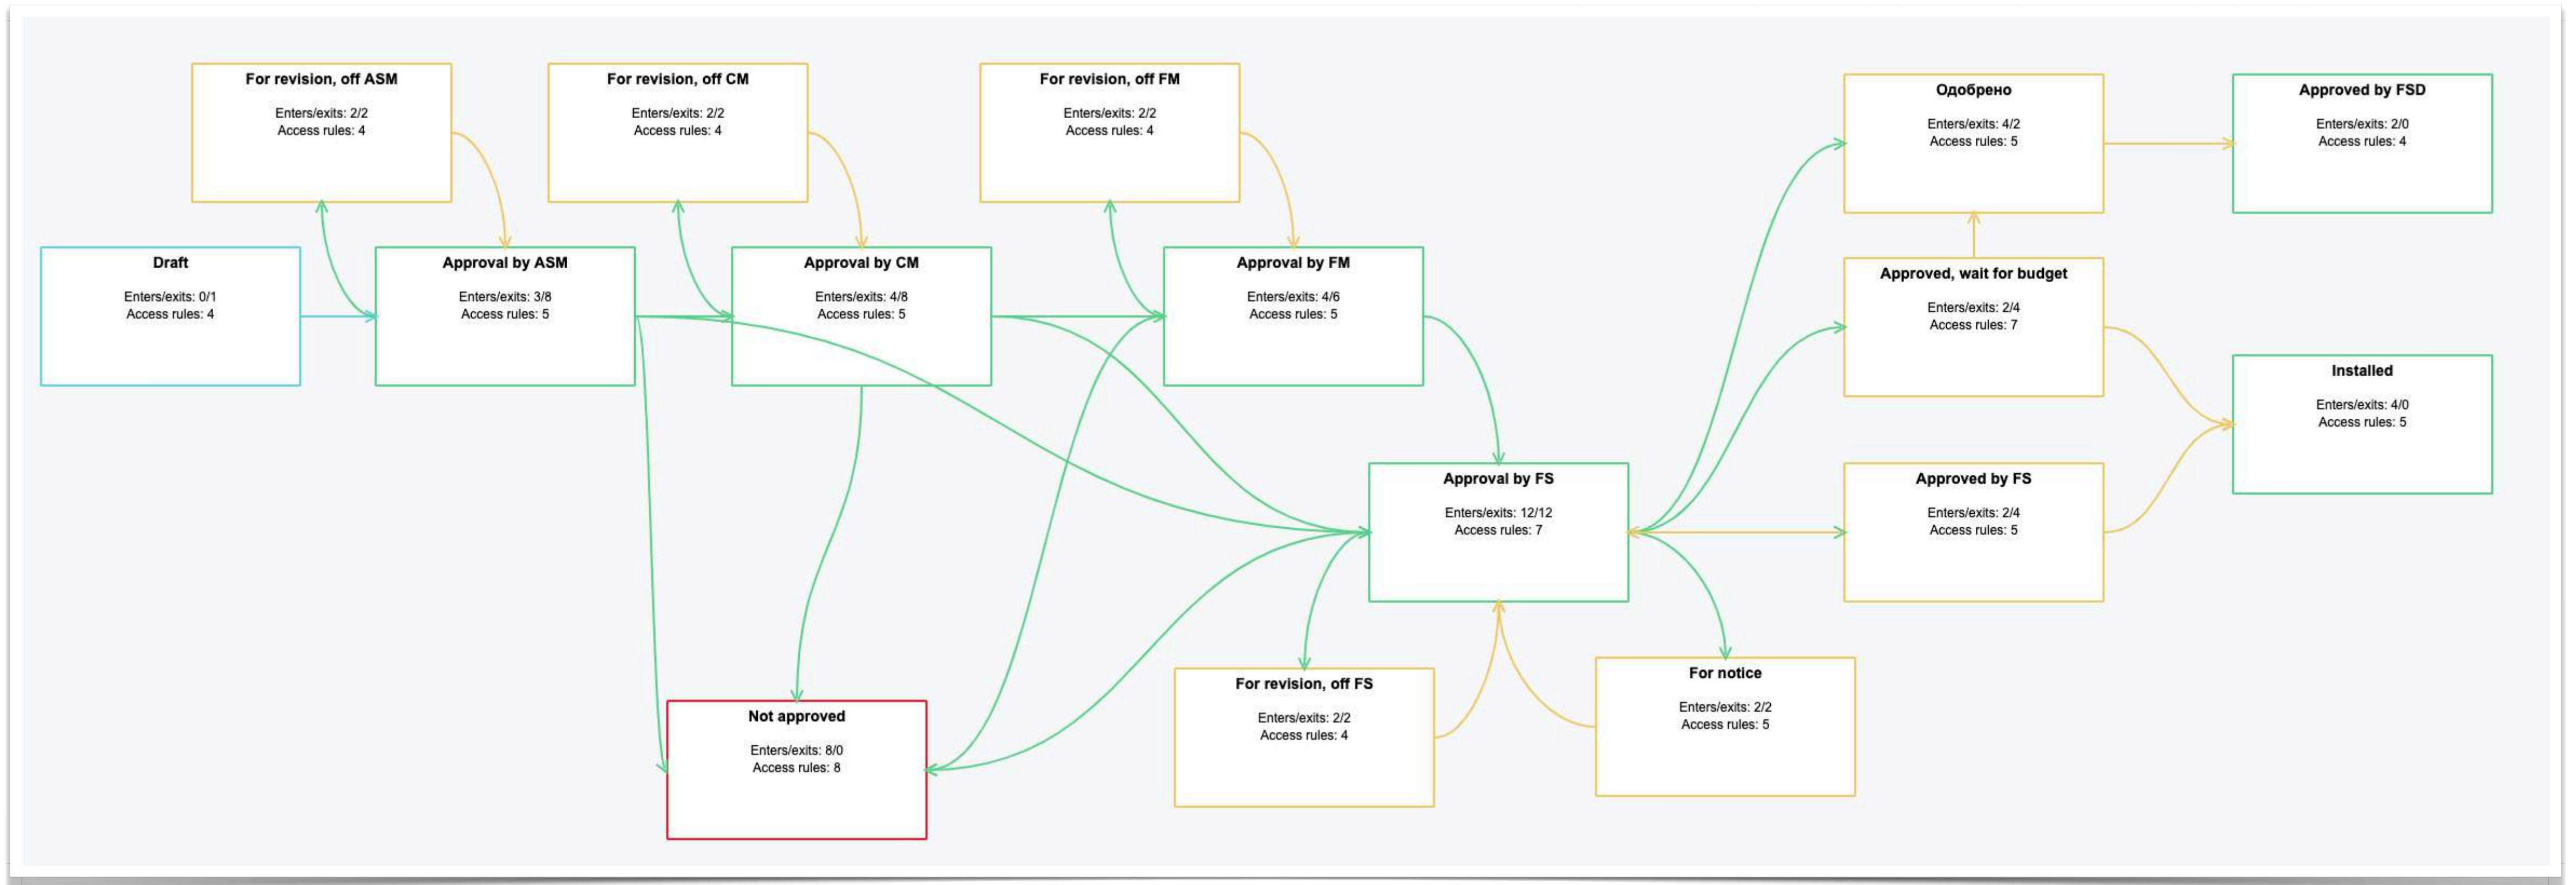 For revision, off ASM
Enters/exits: 2/2
Access rules: 4
For revision, off CM
Enters/exits: 2/2
Access rules: 4
For revision, off FM
Enters/exits: 2/2
Access rules: 4
Одобрено
Enters/exits: 4/2
Access rules: 5
Approved by FSD
Enters/exits: 2/0
Access rules: 4
Draft
Enters/exits: 0/1
Access rules: 4
Approval by ASM
Enters/exits: 3/8
Access rules: 5
Approval by CM
Enters/exits: 4/8
Access rules: 5
Approval by FM
Enters/exits: 4/6
Access rules: 5
Approved, wait for budget
Enters/exits: 2/4
Access rules: 7
Installed
Enters/exits: 4/0
Access rules: 5
Approval by FS
Enters/exits: 12/12
Access rules: 7
Approved by FS
Enters/exits: 2/4
Access rules: 5
Not approved
Enters/exits: 8/0
Access rules: 8
For revision, off FS
Enters/exits: 2/2
Access rules: 4
For notice
Enters/exits: 2/2
Access rules: 5